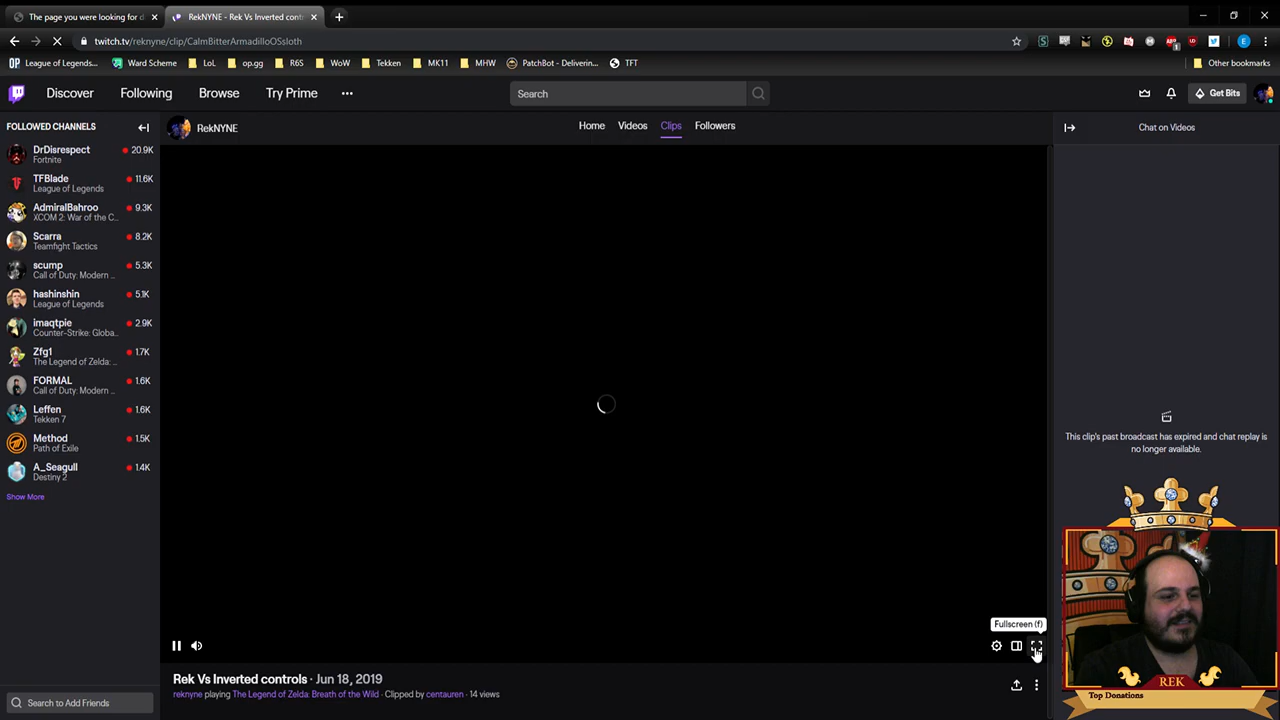 The page you were looking for d
RekNYNE - Rek Vs Inverted contr
twitch.tv/reknyne/clip/CalmBitterArmadilloOSsloth
League of Legends...
Ward Scheme
LoL
op.gg
R6S
WoW
Tekken
MK11
MHW
PatchBot - Deliverin...
TFT
Other bookmarks
Discover
Following
Browse
Try Prime
Search
Get Bits
FOLLOWED CHANNELS
RekNYNE
Home
Videos
Clips
Followers
Chat on Videos
DrDisrespect
20.9K
Fortnite
TFBlade
11.6K
League of Legends
AdmiralBahroo
9.3K
XCOM 2: War of the C...
Scarra
8.2K
Teamfight Tactics
scump
5.3K
Call of Duty: Modern ...
hashinshin
5.1K
League of Legends
imaqtpie
2.9K
Counter-Strike: Globa...
Zfg1
1.7K
The Legend of Zelda: ...
FORMAL
1.6K
Call of Duty: Modern ...
Leffen
1.6K
Tekken 7
Method
1.5K
Path of Exile
A_Seagull
1.4K
Destiny 2
Show More
This clip's past broadcast has expired and chat replay is
no longer available.
Fullscreen (f)
Rek Vs Inverted controls · Jun 18, 2019
reknyne playing The Legend of Zelda: Breath of the Wild · Clipped by centauren · 14 views
Search to Add Friends
REK
Top Donations